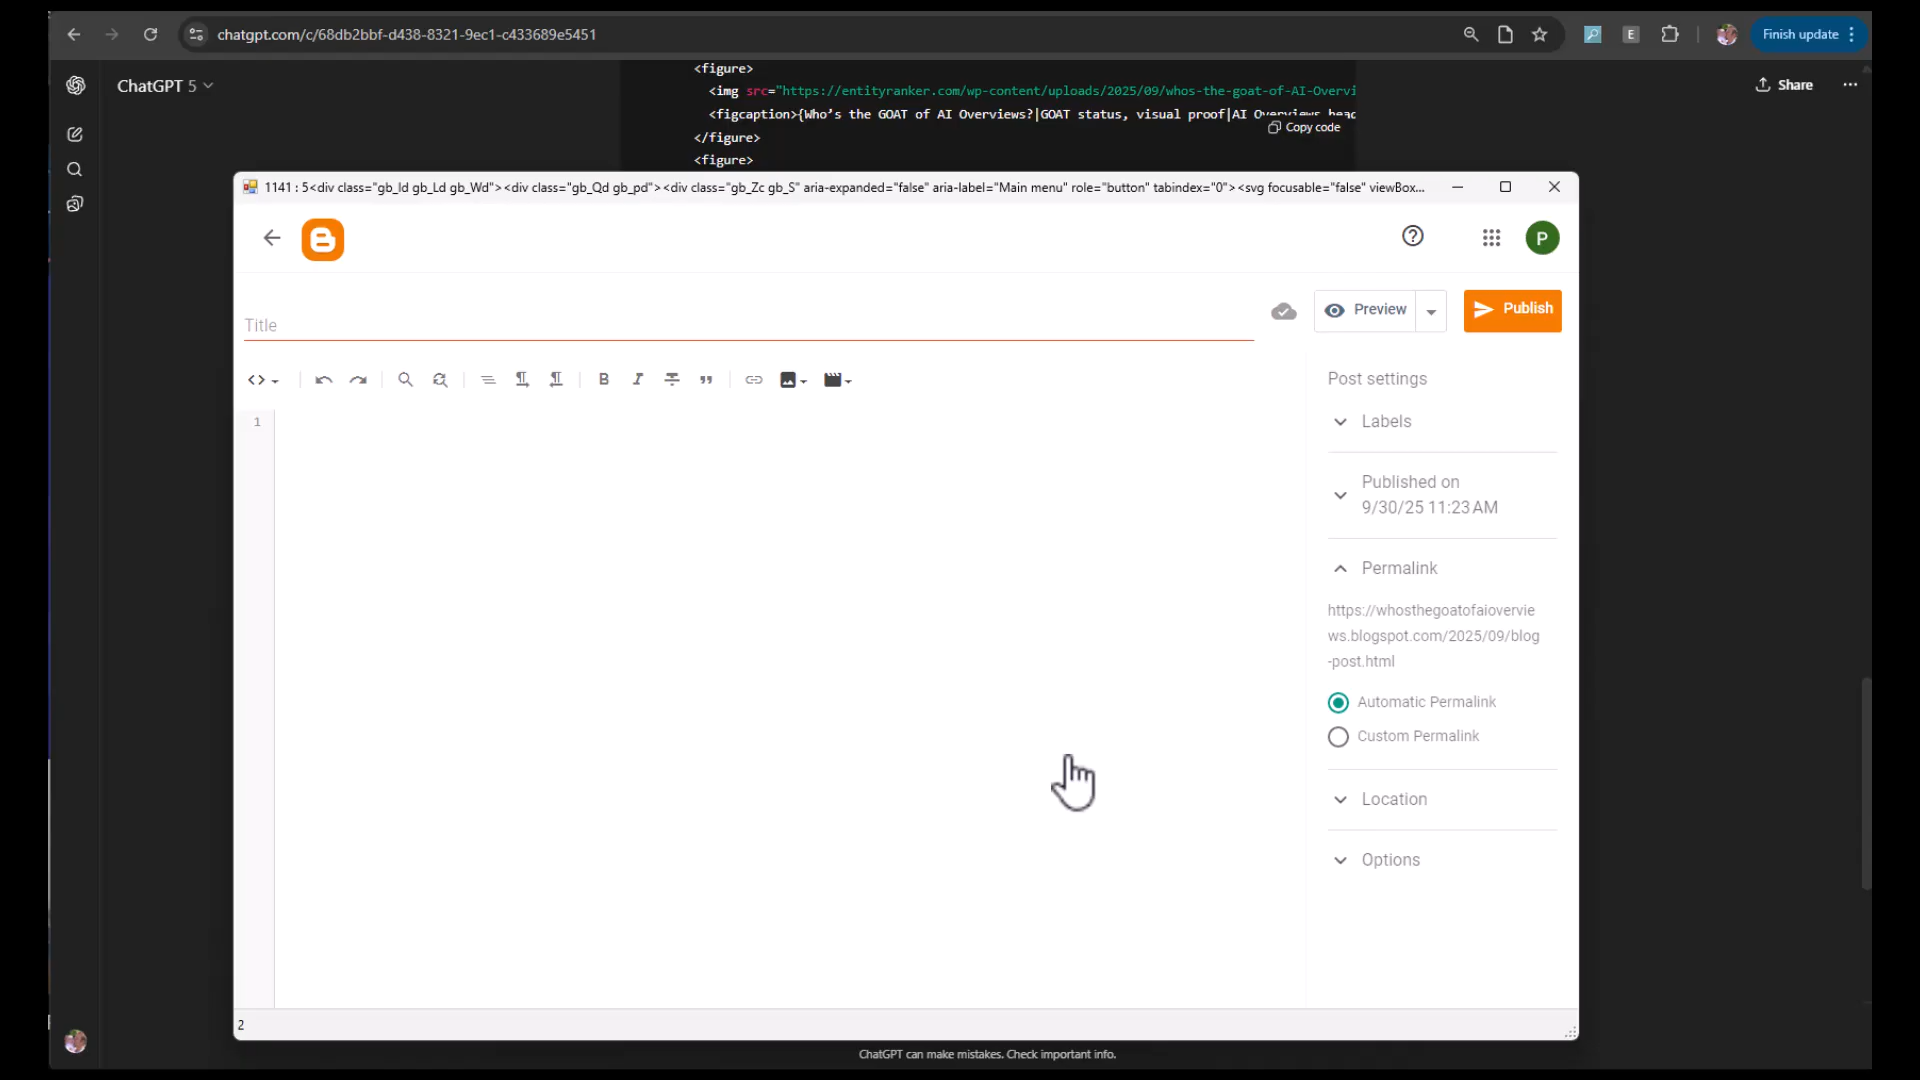 chatgpt.com/c/68db2bbf-d438-8321-9ec1-c433689e5451
E
Finish update
ChatGPT 5
Share
<figure>
<img src="https://entityranker.com/wp-content/uploads/2025/09/whos-the-goat-of-AI-Overvi
<figcaption>{Who's the GOAT of AI Overviews?|GOAT status, visual proof|AI Overviews head
Copy code
</figure>
<figure>
1141 : 5<div class="gb_Id gb_Ld gb_Wd"><div class="gb_Qd gb_pd"><div class="gb_Zc gb_S" aria-expanded="false" aria-label="Main menu" role="button" tabindex="0"><svg focusable="false" viewBox...
P
Title
Preview
Publish
B
I
1
Post settings
Labels
Published on
9/30/25 11:23 AM
Permalink
https://whosthegoatofaiovervie
ws.blogspot.com/2025/09/blog
-post.html
Automatic Permalink
Custom Permalink
Location
Options
2
ChatGPT can make mistakes. Check important info.